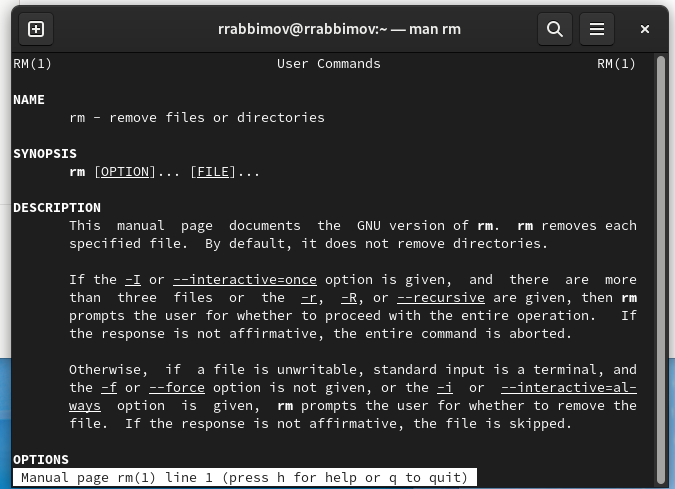 rrabbimov@rrabbimov:~ — man rm
RM(1) User Commands RM(1)
NAME
rm - remove files or directories
SYNOPSIS
rm [OPTION]... [FILE]...
DESCRIPTION
This manual page documents the GNU version of rm. rm removes each
specified file. By default, it does not remove directories.
If the -I or --interactive=once option is given, and there are more
than three files or the -r, -R, or --recursive are given, then rm
prompts the user for whether to proceed with the entire operation. If
the response is not affirmative, the entire command is aborted.
Otherwise, if a file is unwritable, standard input is a terminal, and
the -f or --force option is not given, or the -i or --interactive=al-
ways option is given, rm prompts the user for whether to remove the
file. If the response is not affirmative, the file is skipped.
OPTIONS
Manual page rm(1) line 1 (press h for help or q to quit)